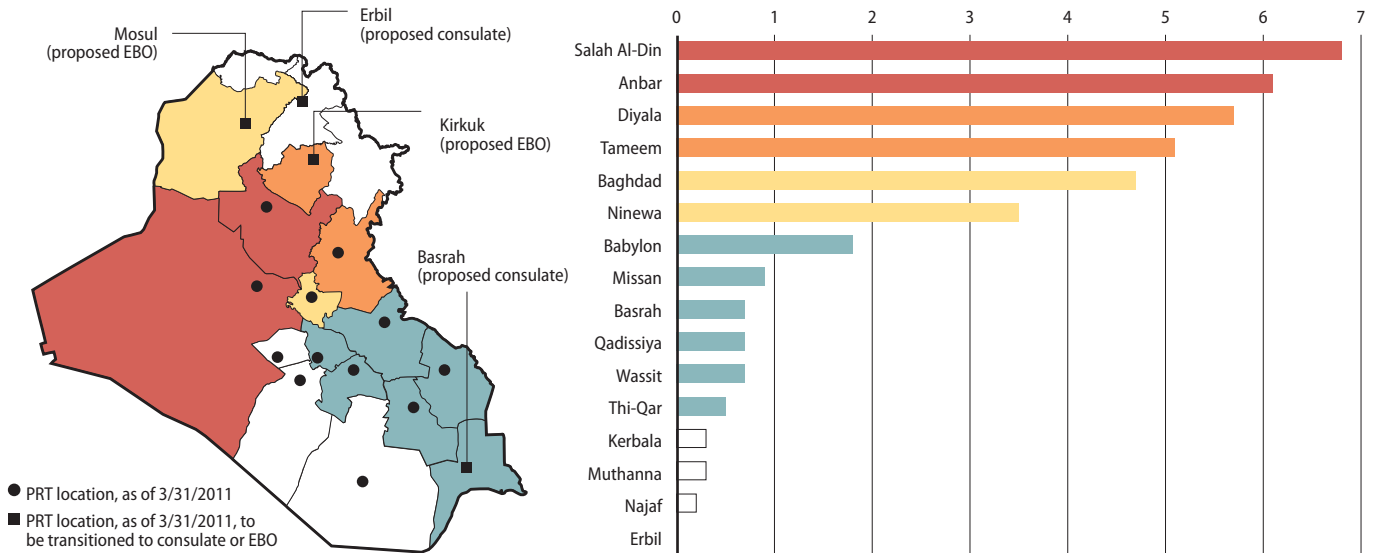 Mosul
(proposed EBO)
Erbil
(proposed consulate)
Kirkuk
(proposed EBO)
Basrah
(proposed consulate)
PRT location, as of 3/31/2011
PRT location, as of 3/31/2011, to
be transitioned to consulate or EBO
0 1 2 3 4 5 6 7
Salah Al-Din
Anbar
Diyala
Tameem
Baghdad
Ninewa
Babylon
Missan
Basrah
Qadissiya
Wassit
Thi-Qar
Kerbala
Muthanna
Najaf
Erbil